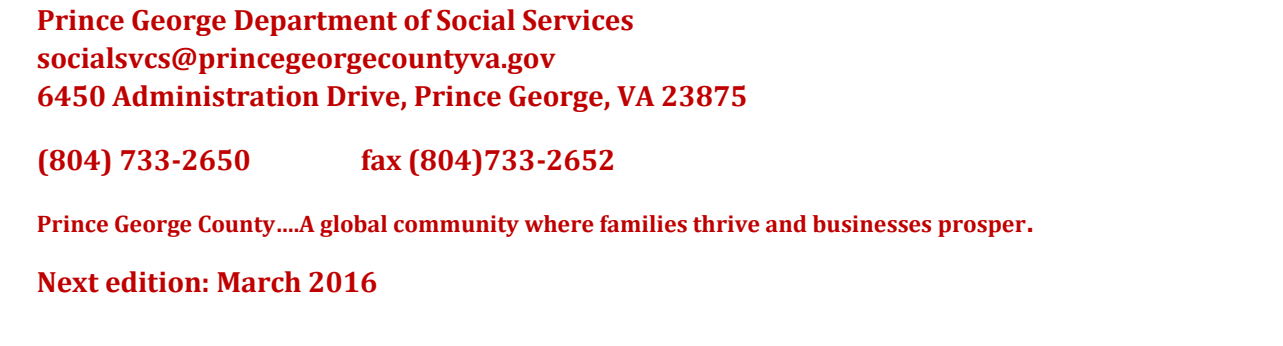 Prince George Department of Social Services
socialsvcs@princegeorgecountyva.gov
6450 Administration Drive, Prince George, VA 23875
(804) 733-2650 fax (804)733-2652
Prince George County....A global community where families thrive and businesses prosper.
Next edition: March 2016